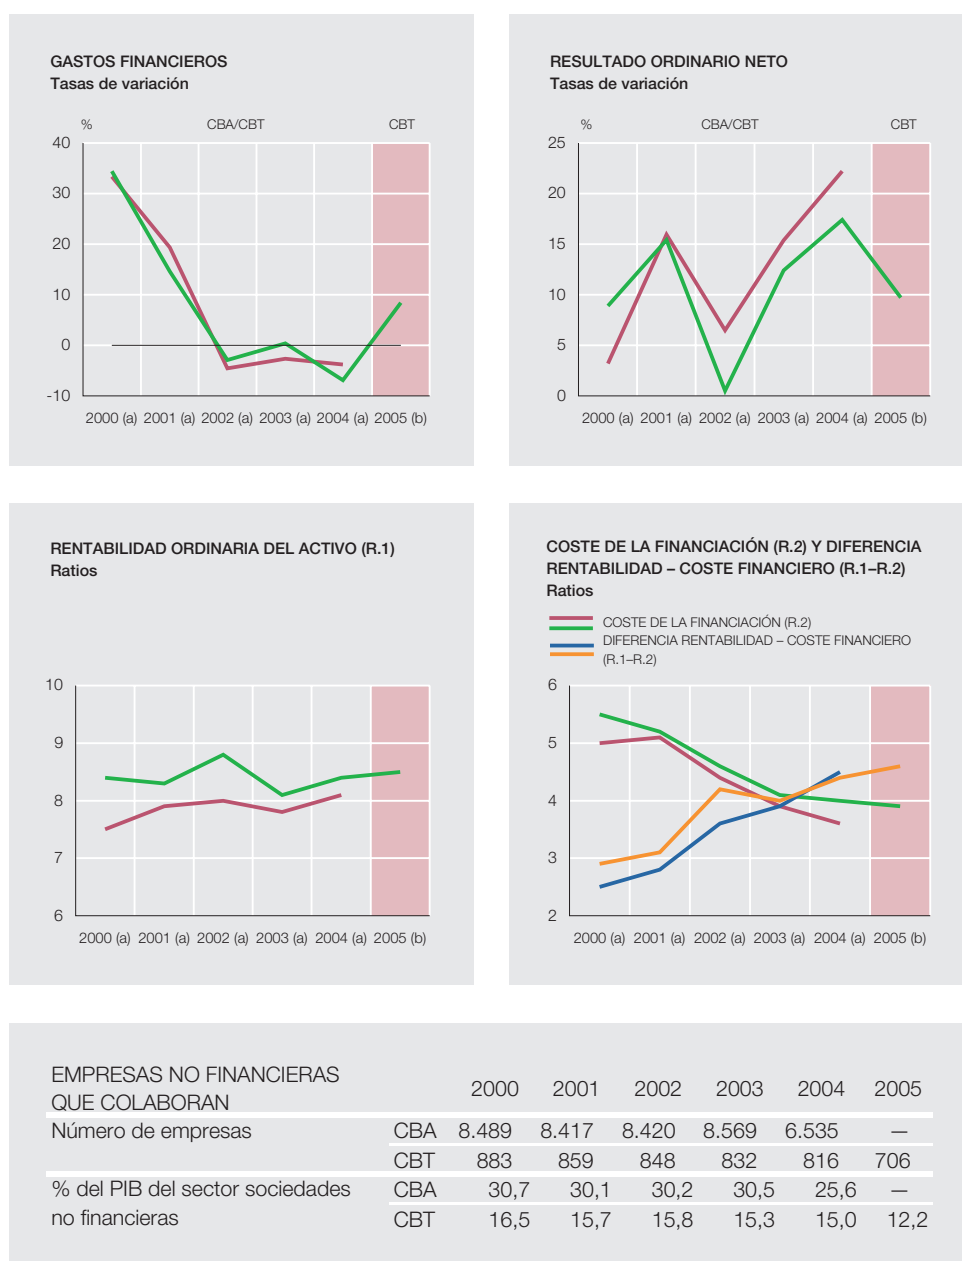 GASTOS FINANCIEROS
Tasas de variación
% CBA/CBT CBT
40
30
20
10
0
-10
2000 (a) 2001 (a) 2002 (a) 2003 (a) 2004 (a) 2005 (b)
RESULTADO ORDINARIO NETO
Tasas de variación
% CBA/CBT CBT
25
20
15
10
5
0
2000 (a) 2001 (a) 2002 (a) 2003 (a) 2004 (a) 2005 (b)
RENTABILIDAD ORDINARIA DEL ACTIVO (R.1)
Ratios
10
9
8
7
6
2000 (a) 2001 (a) 2002 (a) 2003 (a) 2004 (a) 2005 (b)
COSTE DE LA FINANCIACIÓN (R.2) Y DIFERENCIA
RENTABILIDAD – COSTE FINANCIERO (R.1–R.2)
Ratios
COSTE DE LA FINANCIACIÓN (R.2)
DIFERENCIA RENTABILIDAD – COSTE FINANCIERO
(R.1–R.2)
6
5
4
3
2
2000 (a) 2001 (a) 2002 (a) 2003 (a) 2004 (a) 2005 (b)
EMPRESAS NO FINANCIERAS
QUE COLABORAN 2000 2001 2002 2003 2004 2005
Número de empresas CBA 8.489 8.417 8.420 8.569 6.535 —
CBT 883 859 848 832 816 706
% del PIB del sector sociedades CBA 30,7 30,1 30,2 30,5 25,6 —
no financieras CBT 16,5 15,7 15,8 15,3 15,0 12,2